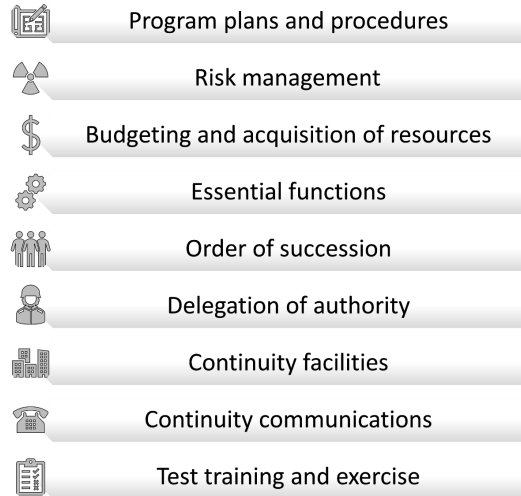 Program plans and procedures
Risk management
Budgeting and acquisition of resources
Essential functions
Order of succession
Delegation of authority
Continuity facilities
Continuity communications
Test training and exercise